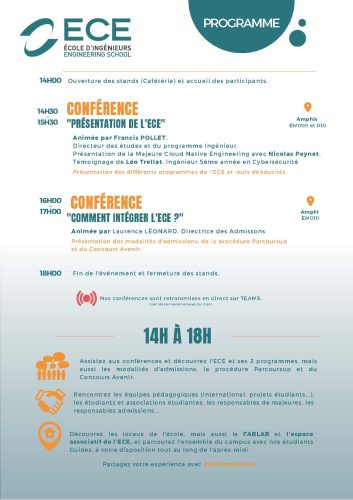 ECE
ÉCOLE D'INGÉNIEURS
ENGINEERING SCHOOL
PROGRAMME
14H00 Ouverture des stands (Cafétéria) et accueil des participants.
14H30
15H30
CONFÉRENCE
"PRÉSENTATION DE L'ECE"
Amphis
EM009 et 010
Animée par Francis POLLET,
Directeur des études et du programme Ingénieur.
Présentation de la Majeure Cloud Native Engineering avec Nicolas Peynet.
Témoignage de Léo Trellat, Ingénieur 5ème année en Cybersécurité
Présentation des différents programmes de l'ECE et leurs débouchés.
16H00
17H00
CONFÉRENCE
"COMMENT INTÉGRER L'ECE ?"
Amphi
EM010
Animée par Laurence LÉONARD, Directrice des Admissons
Présentation des modalités d'admissions, de la procédure Parcoursup
et du Concours Avenir.
18H00 Fin de l'événement et fermeture des stands.
Nos conférences sont retransmises en direct sur TEAMS.
14H À 18H
Assistez aux conférences et découvrez l'ECE et ses 3 programmes, mais
aussi les modalités d'admissions, la procédure Parcoursup et du
Concours Avenir.
Rencontrez les équipes pédagogiques (international, projets étudiants...),
les étudiants et associations étudiantes, les responsables de majeures, les
responsables admissions...
Découvrez les locaux de l'école, mais aussi le FABLAB et l'espace
associatif de l'ECE, et parcourez l'ensemble du campus avec nos étudiants
Guides, à votre disposition tout au long de l'après-midi.
Partagez votre expérience avec